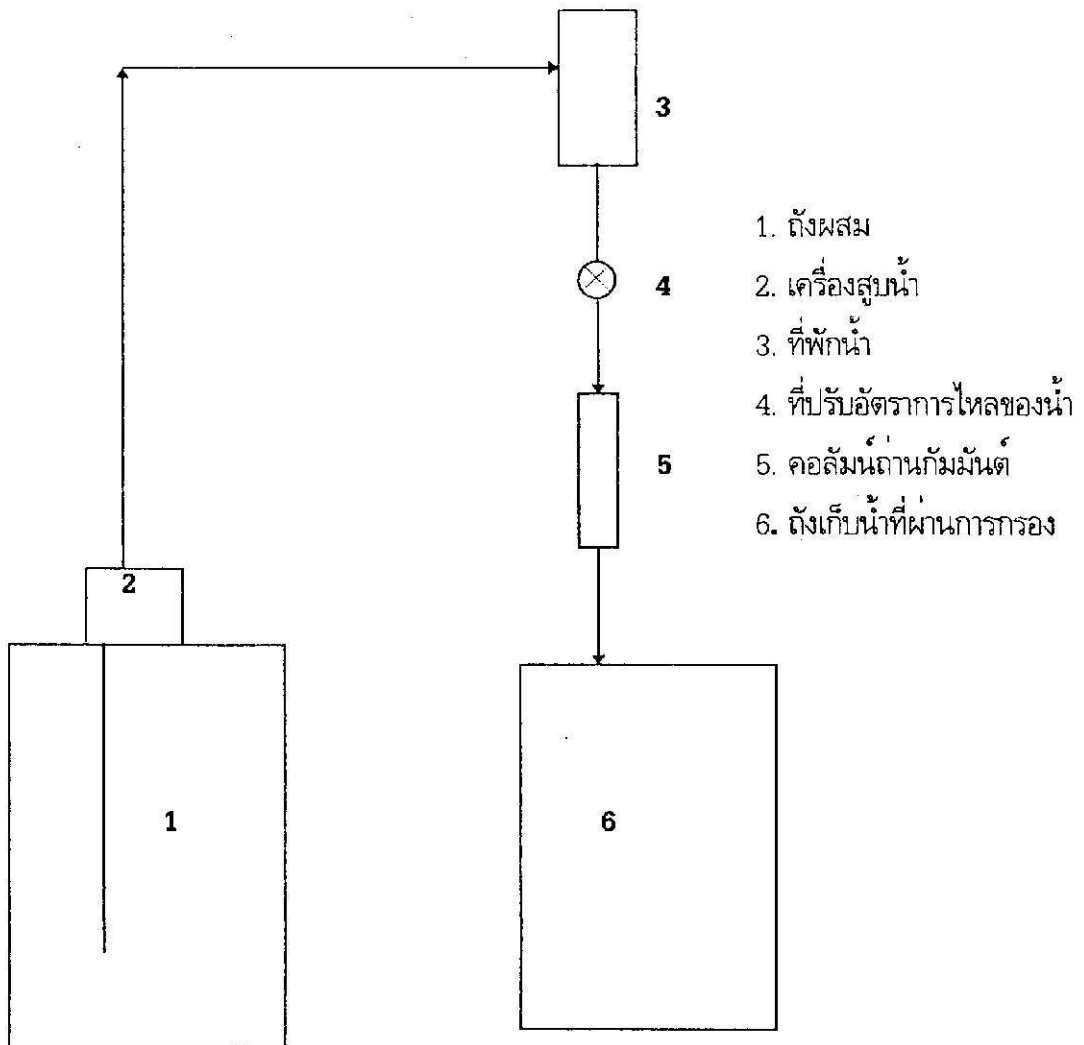 3
4
5
2
1
6
1. ถังผสม
2. เครื่องสูบน้ำ
3. ที่พักน้ำ
4. ที่ปรับอัตราการไหลของน้ำ
5. คอลัมน์ถ่านกัมมันต์
6. ถังเก็บน้ำที่ผ่านการกรอง